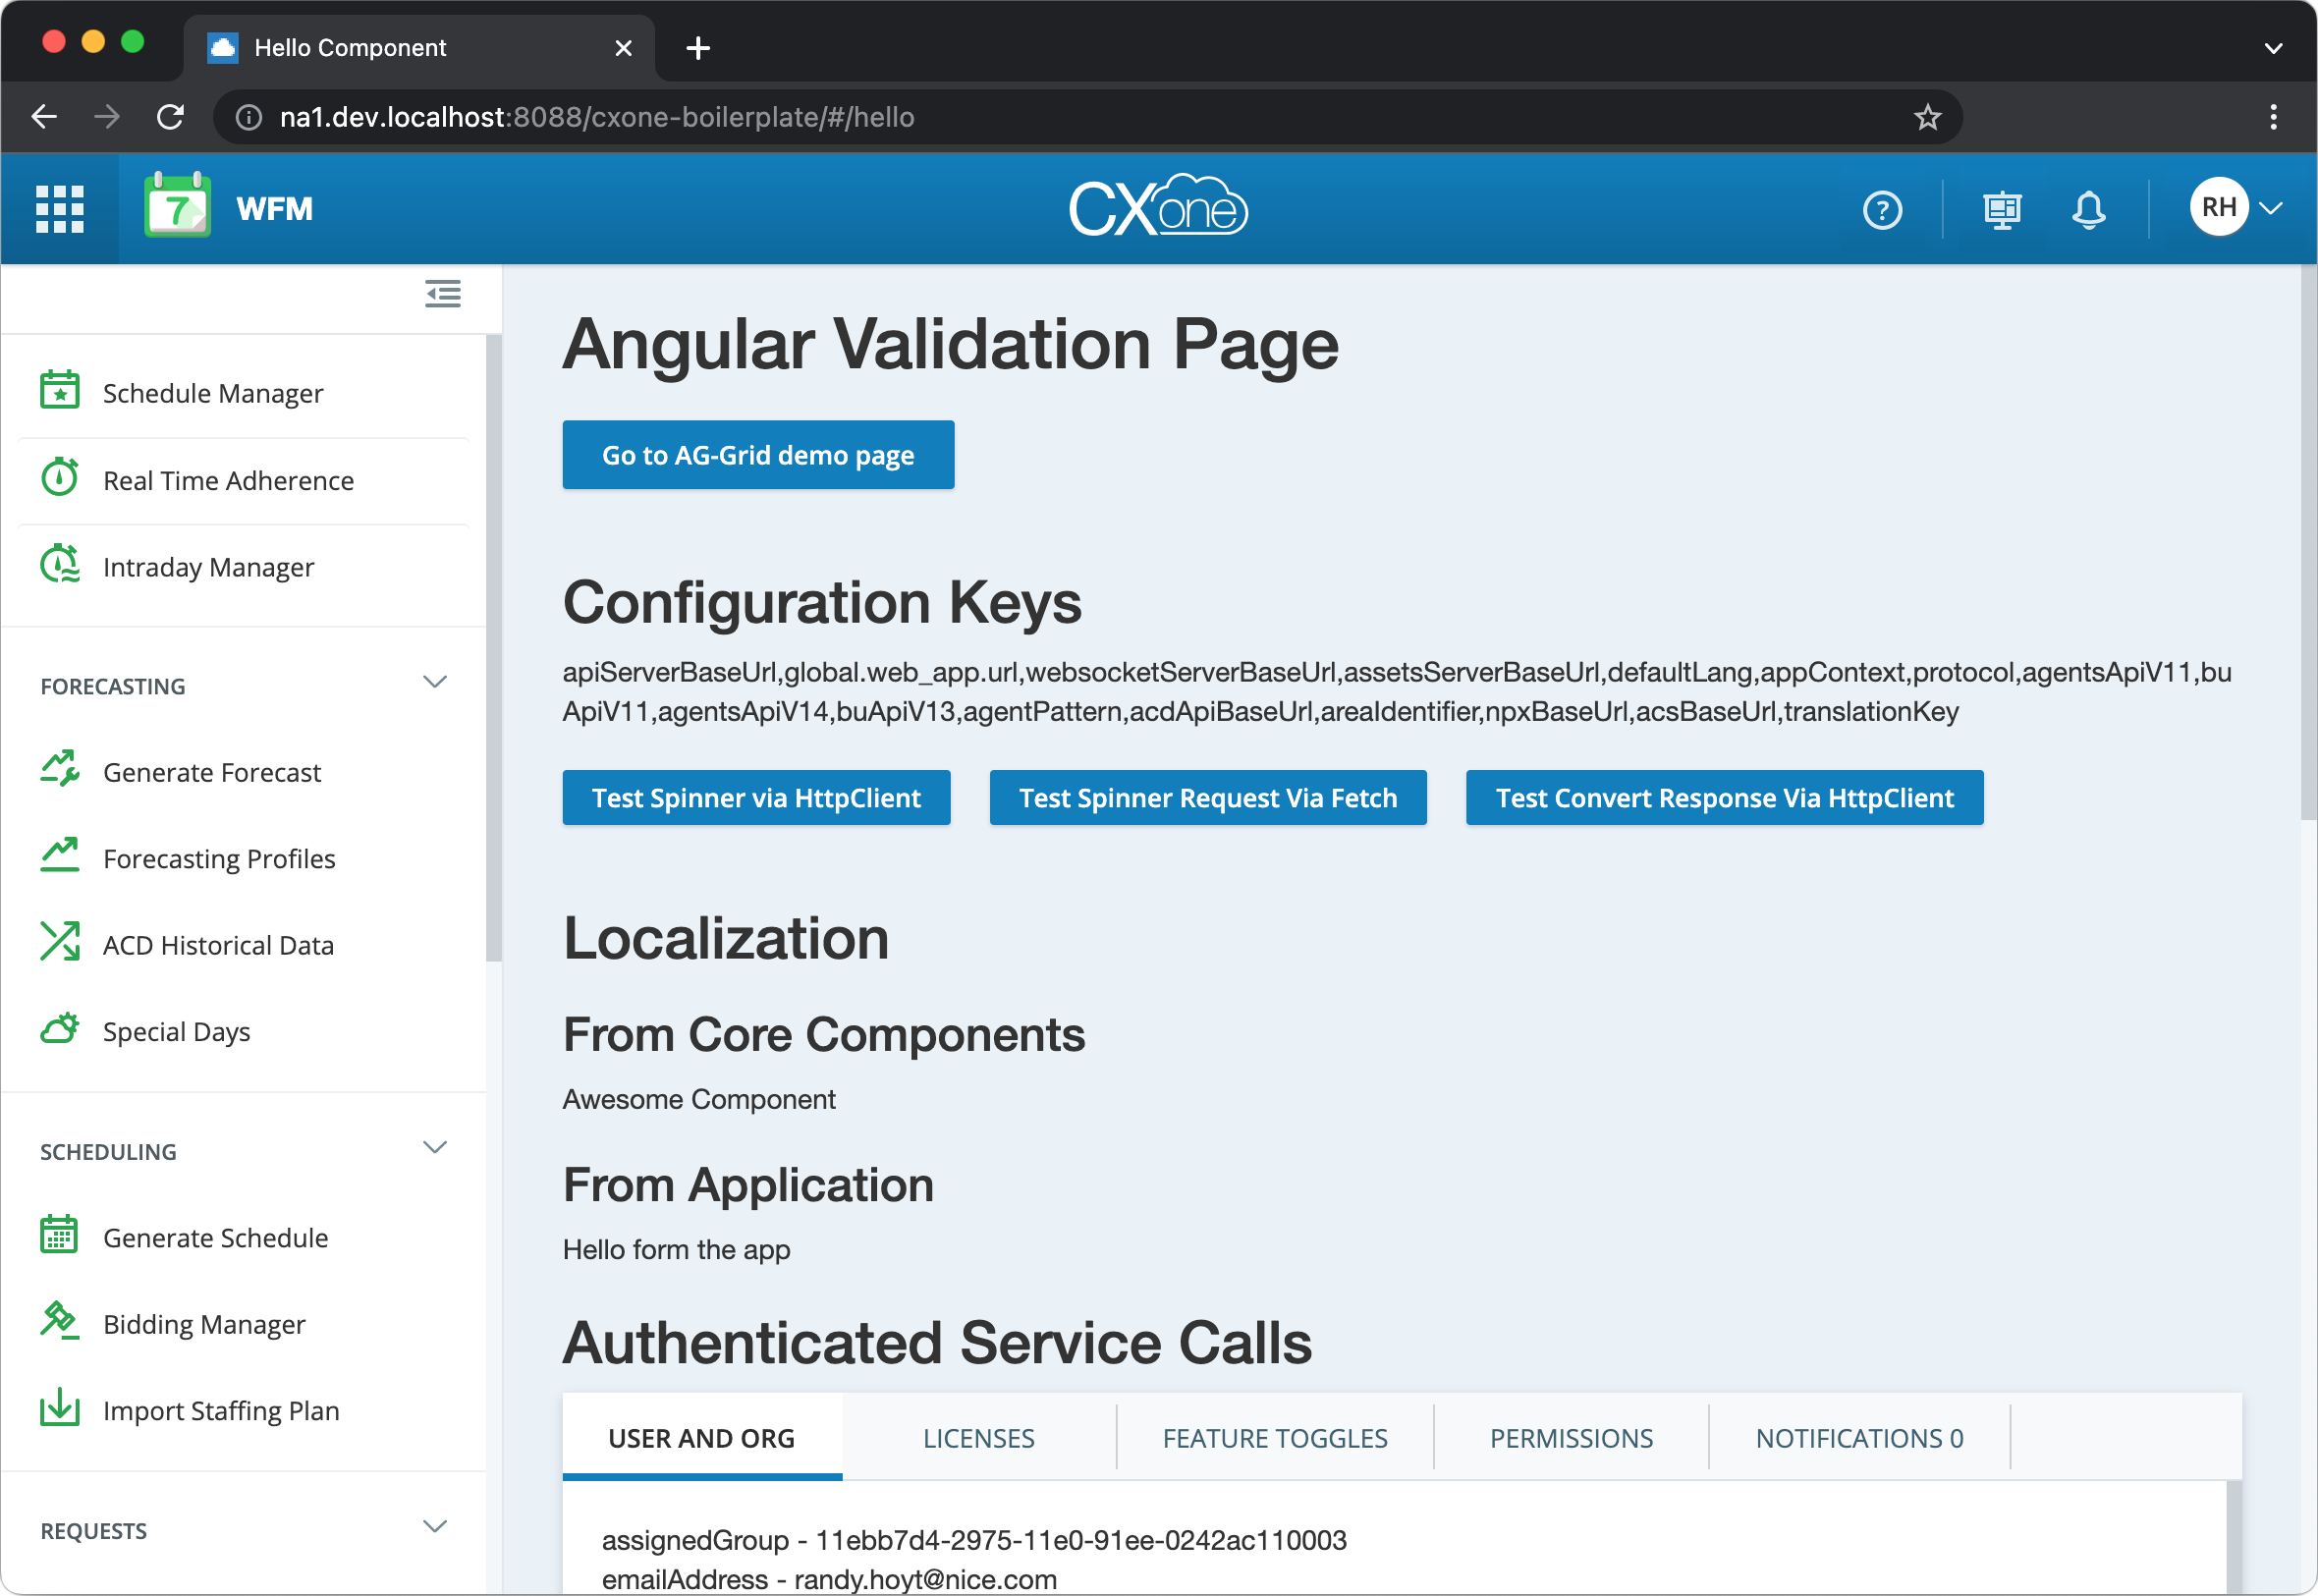 Hello Component
na1.dev.localhost:8088/cxone-boilerplate/#/hello
7
WFM
CXone
?
RH
Schedule Manager
Real Time Adherence
Intraday Manager
FORECASTING
Generate Forecast
Forecasting Profiles
ACD Historical Data
Special Days
SCHEDULING
Generate Schedule
Bidding Manager
Import Staffing Plan
REQUESTS
Angular Validation Page
Go to AG-Grid demo page
Configuration Keys
apiServerBaseUrl,global.web_app.url,websocketServerBaseUrl,assetsServerBaseUrl,defaultLang,appContext,protocol,agentsApiV11,bu
ApiV11,agentsApiV14,buApiV13,agentPattern,acdApiBaseUrl,areaIdentifier,npxBaseUrl,acsBaseUrl,translationKey
Test Spinner via HttpClient
Test Spinner Request Via Fetch
Test Convert Response Via HttpClient
Localization
From Core Components
Awesome Component
From Application
Hello form the app
Authenticated Service Calls
USER AND ORG
LICENSES
FEATURE TOGGLES
PERMISSIONS
NOTIFICATIONS 0
assignedGroup - 11ebb7d4-2975-11e0-91ee-0242ac110003
emailAddress - randy.hoyt@nice.com